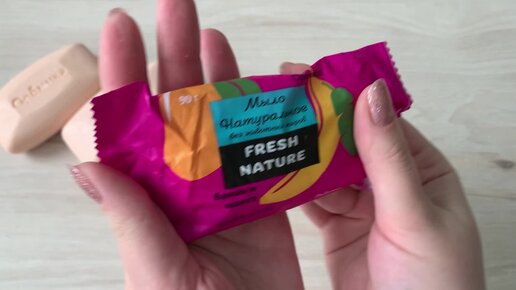 90 г
Мыло
Натуральное
без животных жиров
FRESH
NATURE